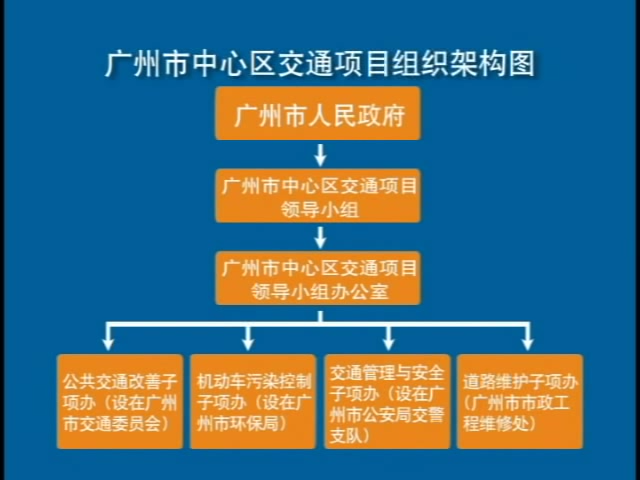 广州市中心区交通项目组织架构图
广州市人民政府
广州市中心区交通项目
领导小组
广州市中心区交通项目
领导小组办公室
公共交通改善子
项办（设在广州
市交通委员会）
机动车污染控制
子项办（设在广
州市环保局）
交通管理与安全
子项办（设在广
州市公安局交警
支队）
道路维护子项办
（广州市市政工
程维修处）